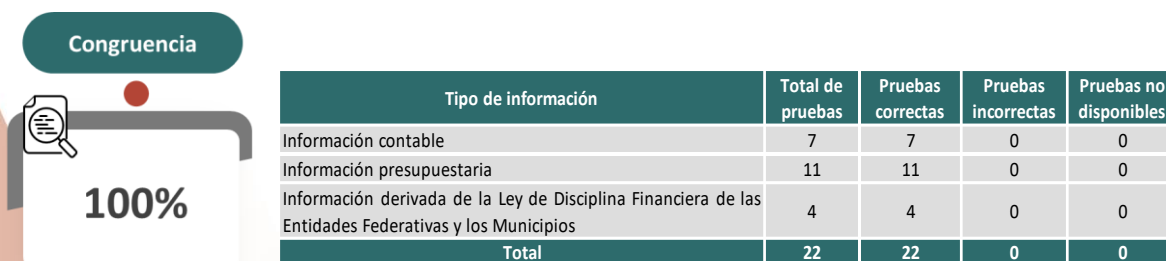 Congruencia
100%
Tipo de información Total de pruebas Pruebas correctas Pruebas incorrectas Pruebas no disponibles
Información contable 7 7 0 0
Información presupuestaria 11 11 0 0
Información derivada de la Ley de Disciplina Financiera de las
Entidades Federativas y los Municipios 4 4 0 0
Total 22 22 0 0